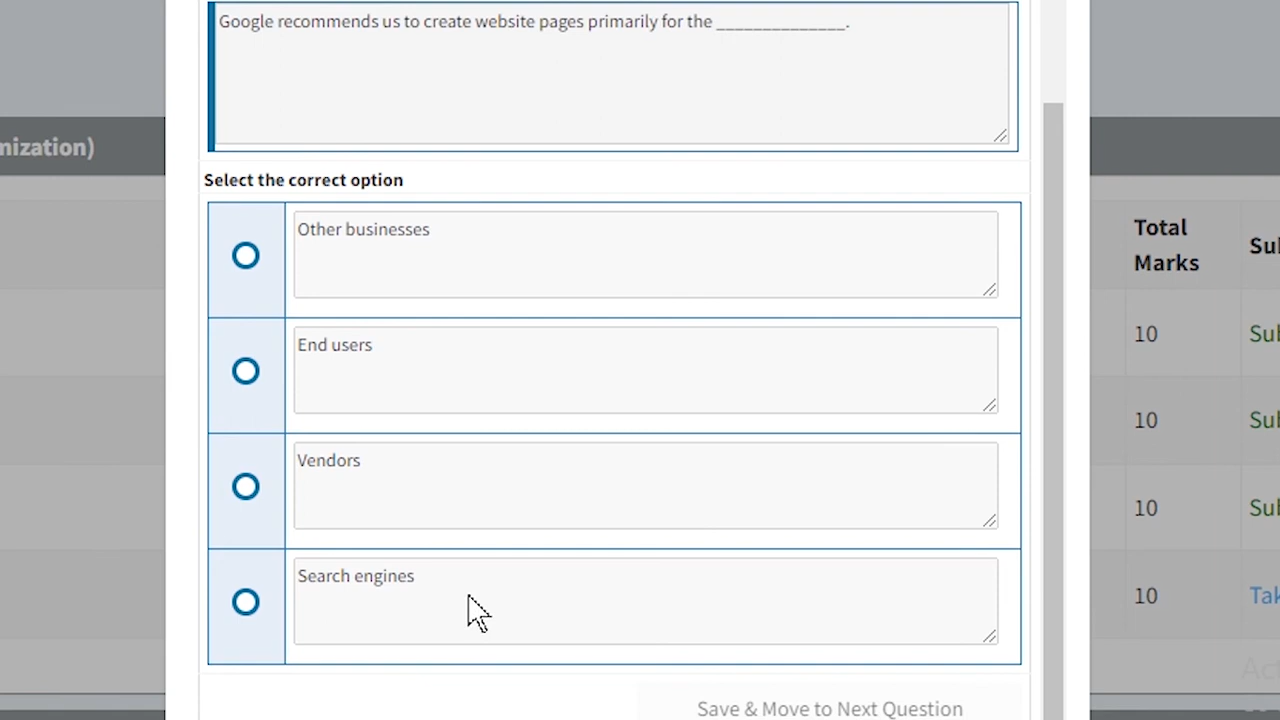 Google recommends us to create website pages primarily for the ______________.
mization)
Select the correct option
Other businesses
End users
Vendors
Search engines
Save & Move to Next Question
Total
Marks
10
10
10
10